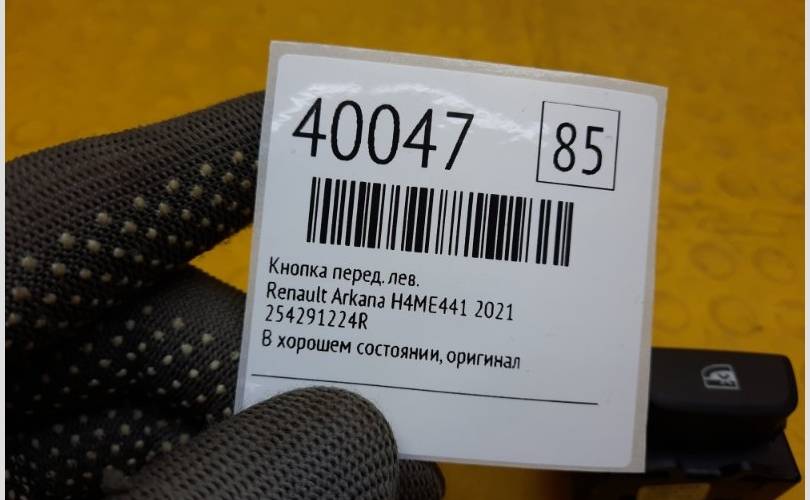 40047
85
Кнопка перед. лев.
Renault Arkana H4ME441 2021
254291224R
В хорошем состоянии, оригинал